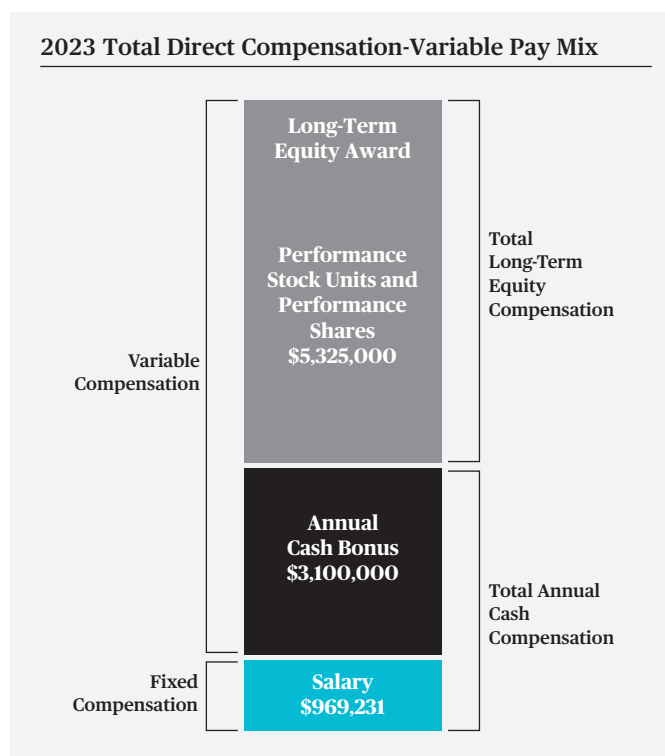 2023 Total Direct Compensation-Variable Pay Mix
Long-Term
Equity Award
Performance
Stock Units and
Performance
Shares
$5,325,000
Total
Long-Term
Equity
Compensation
Variable
Compensation
Annual
Cash Bonus
$3,100,000
Total Annual
Cash
Compensation
Fixed
Compensation
Salary
$969,231